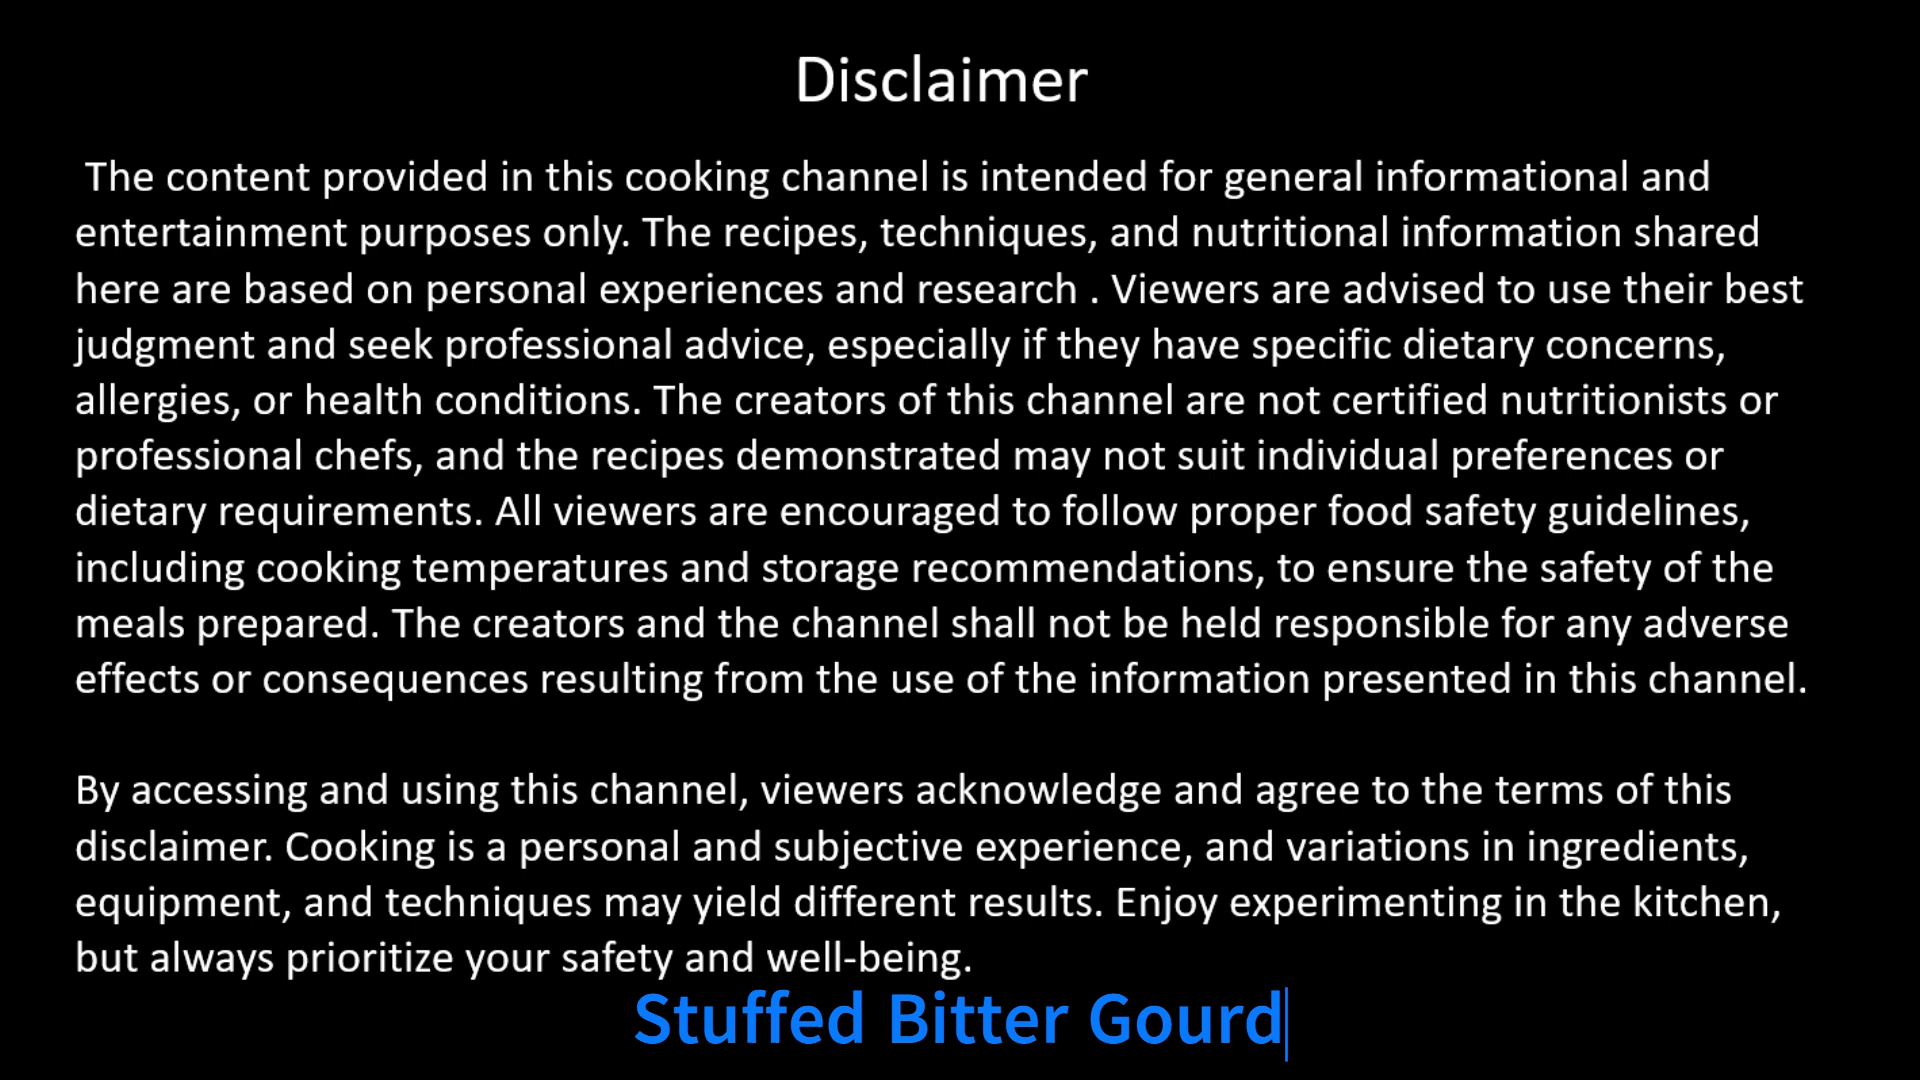 Disclaimer
The content provided in this cooking channel is intended for general informational and
entertainment purposes only. The recipes, techniques, and nutritional information shared
here are based on personal experiences and research . Viewers are advised to use their best
judgment and seek professional advice, especially if they have specific dietary concerns,
allergies, or health conditions. The creators of this channel are not certified nutritionists or
professional chefs, and the recipes demonstrated may not suit individual preferences or
dietary requirements. All viewers are encouraged to follow proper food safety guidelines,
including cooking temperatures and storage recommendations, to ensure the safety of the
meals prepared. The creators and the channel shall not be held responsible for any adverse
effects or consequences resulting from the use of the information presented in this channel.
By accessing and using this channel, viewers acknowledge and agree to the terms of this
disclaimer. Cooking is a personal and subjective experience, and variations in ingredients,
equipment, and techniques may yield different results. Enjoy experimenting in the kitchen,
but always prioritize your safety and well-being.
Stuffed Bitter Gourd